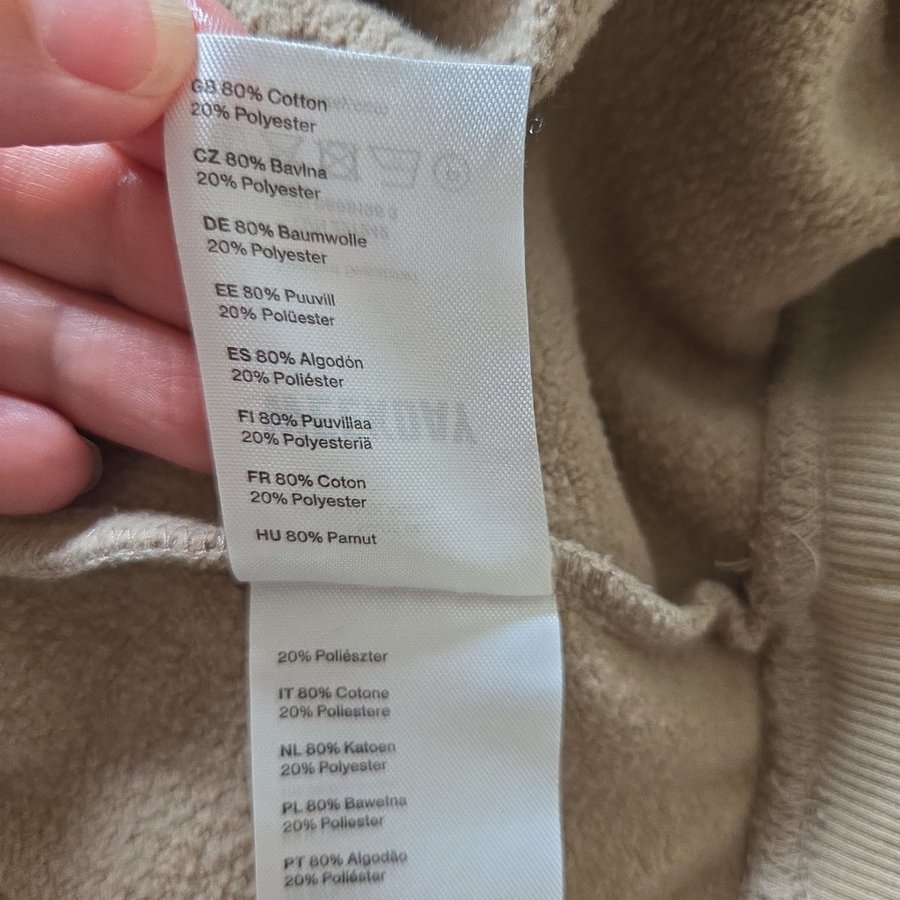 GB 80% Cotton
20% Polyester
CZ 80% Bavlna
20% Polyester
DE 80% Baumwolle
20% Polyester
EE 80% Puuvill
20% Polüester
ES 80% Algodón
20% Poliéster
FI 80% Puuvillaa
20% Polyesteriä
FR 80% Coton
20% Polyester
HU 80% Pamut
20% Poliészter
IT 80% Cotone
20% Poliestere
NL 80% Katoen
20% Polyester
PL 80% Bawełna
20% Poliester
PT 80% Algodão
20% Poliéster